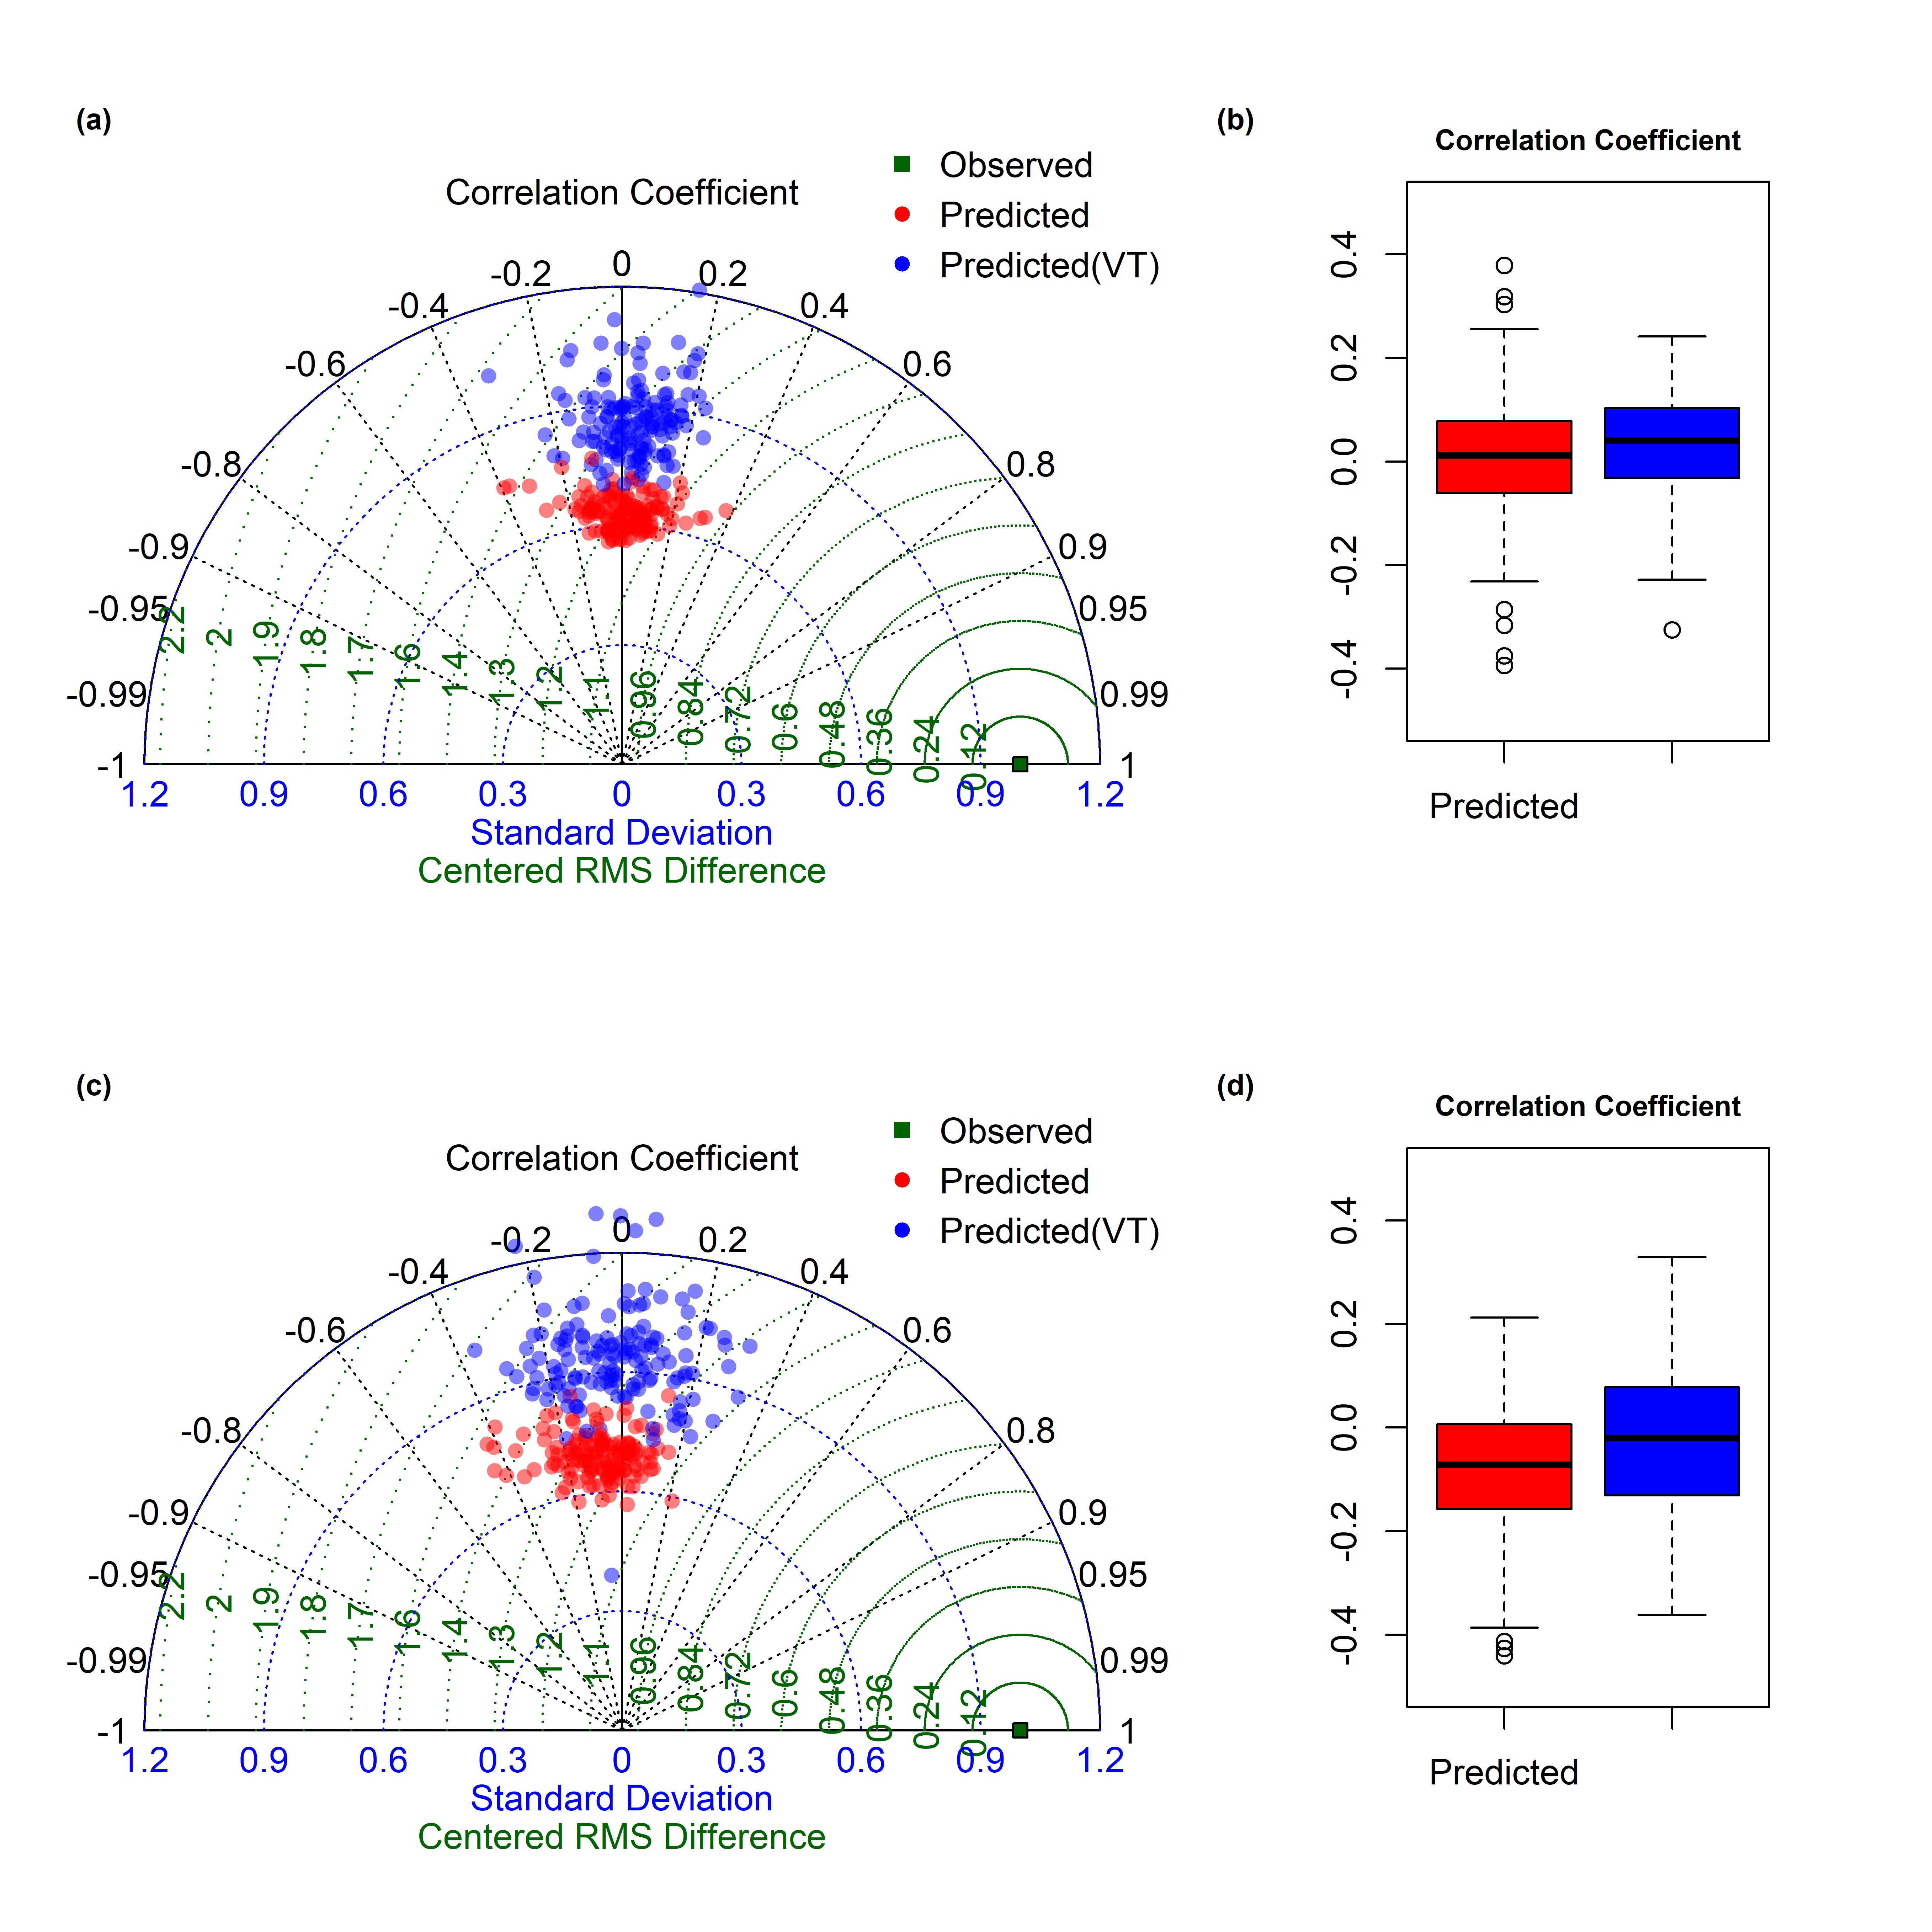 (a)
Correlation Coefficient
Observed
Predicted
Predicted(VT)
-1 -0.99 -0.95 -0.9 -0.8 -0.6 -0.4 -0.2 0 0.2 0.4 0.6 0.8 0.9 0.95 0.99 1
2.2 2 1.9 1.8 1.7 1.6 1.4 1.3 1.2 1.1 0.96 0.84 0.72 0.6 0.48 0.36 0.24 0.12
1.2 0.9 0.6 0.3 0 0.3 0.6 0.9 1.2
Standard Deviation
Centered RMS Difference
(b)
Correlation Coefficient
0.4
0.2
0.0
-0.2
-0.4
Predicted
(c)
Correlation Coefficient
Observed
Predicted
Predicted(VT)
-1 -0.99 -0.95 -0.9 -0.8 -0.6 -0.4 -0.2 0 0.2 0.4 0.6 0.8 0.9 0.95 0.99 1
2.2 2 1.9 1.8 1.7 1.6 1.4 1.3 1.2 1.1 0.96 0.84 0.72 0.6 0.48 0.36 0.24 0.12
1.2 0.9 0.6 0.3 0 0.3 0.6 0.9 1.2
Standard Deviation
Centered RMS Difference
(d)
Correlation Coefficient
0.4
0.2
0.0
-0.2
-0.4
Predicted